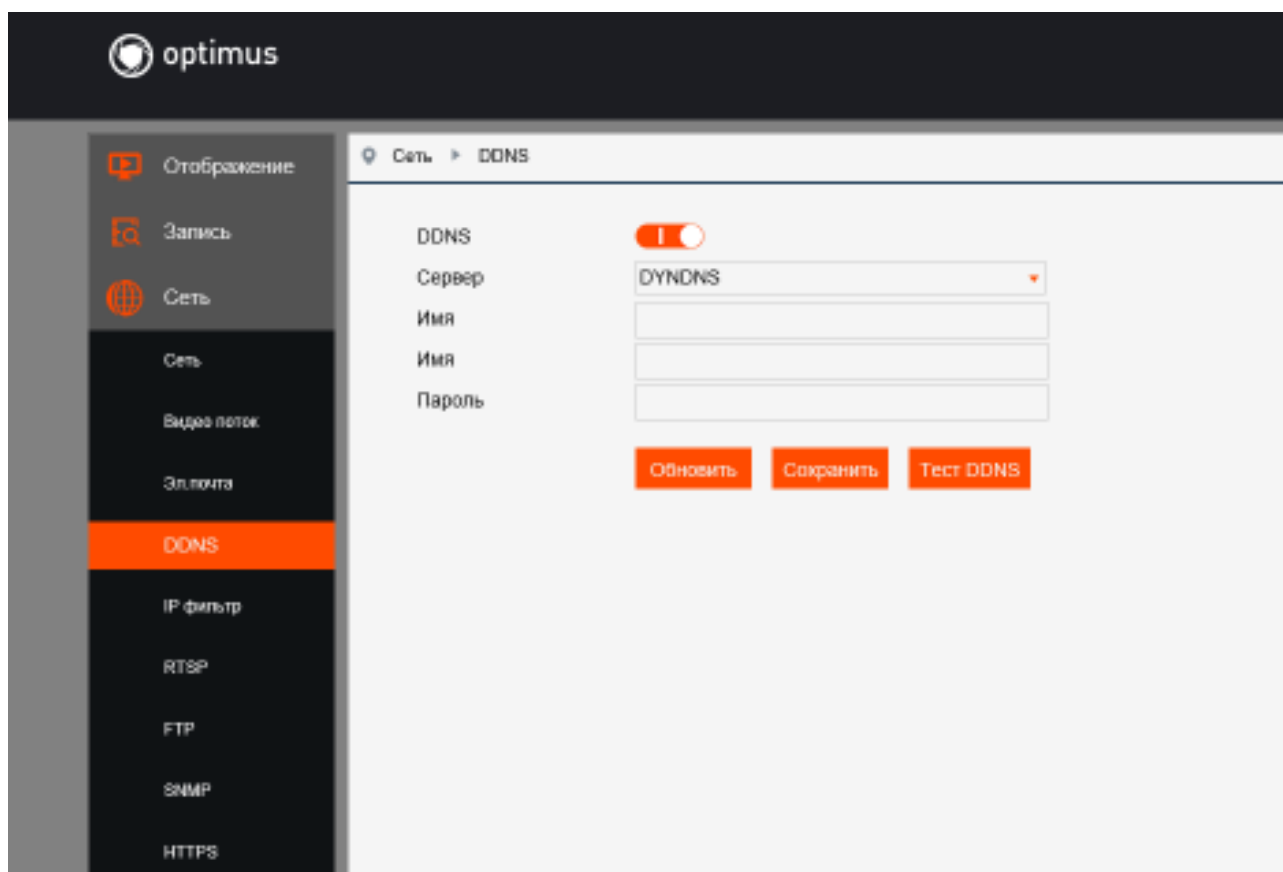 optimus
Отображение
Запись
Сеть
Сеть
Видео поток
Эл.почта
DDNS
IP фильтр
RTSP
FTP
SNMP
HTTPS
Сеть DDNS
DDNS
Сервер DYNDNS
Имя
Имя
Пароль
Обновить Сохранить Тест DDNS